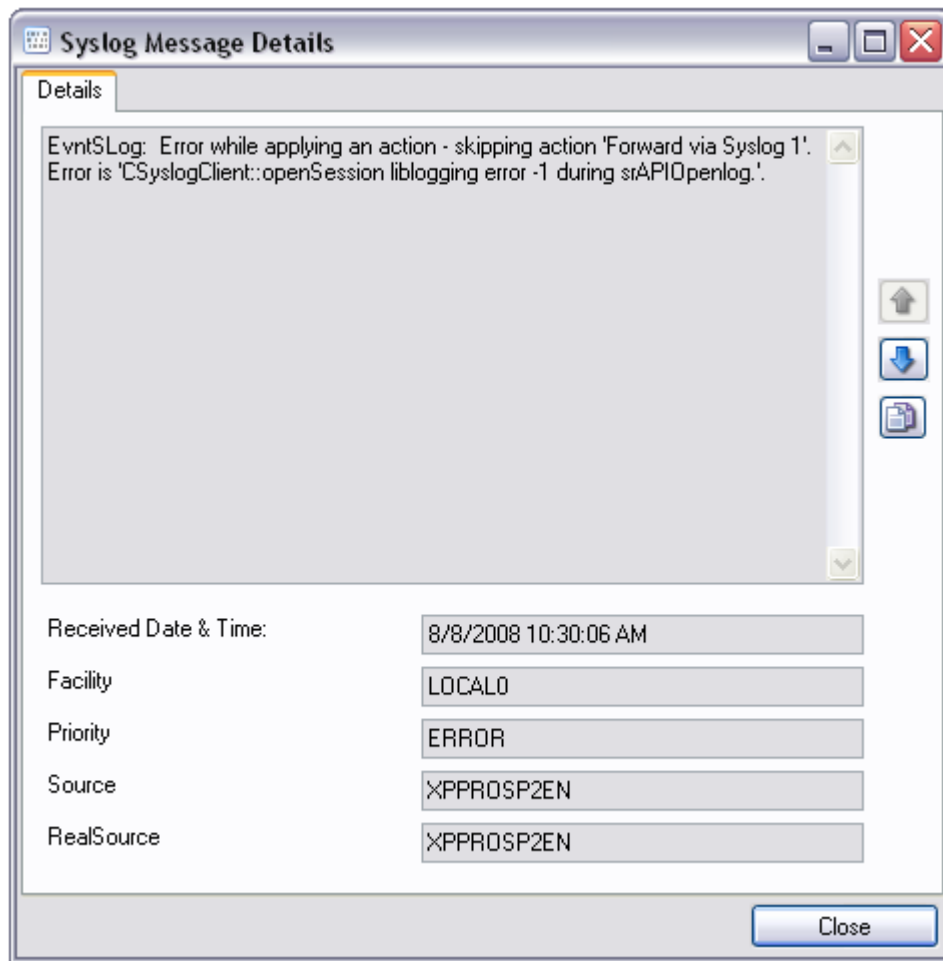 Syslog Message Details
Details
EvntSLog:  Error while applying an action - skipping action 'Forward via Syslog 1'.
Error is 'CSyslogClient::openSession liblogging error -1 during srAPIOpenlog.'.
Received Date & Time:
8/8/2008 10:30:06 AM
Facility
LOCAL0
Priority
ERROR
Source
XPPROSP2EN
RealSource
XPPROSP2EN
Close